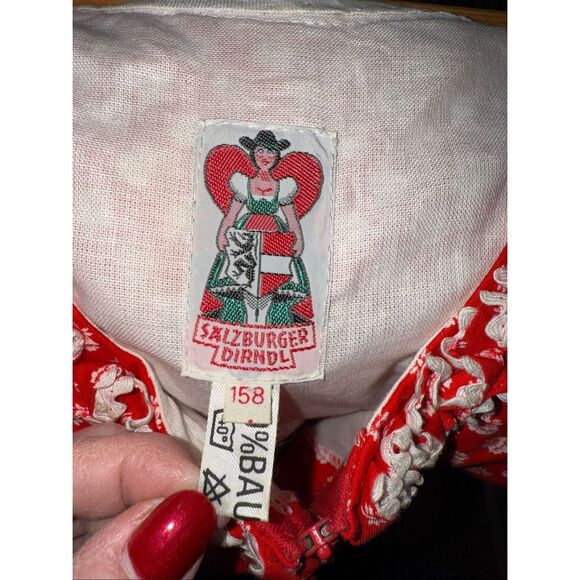 SALZBURGER
DIRNDL
158
%BAU